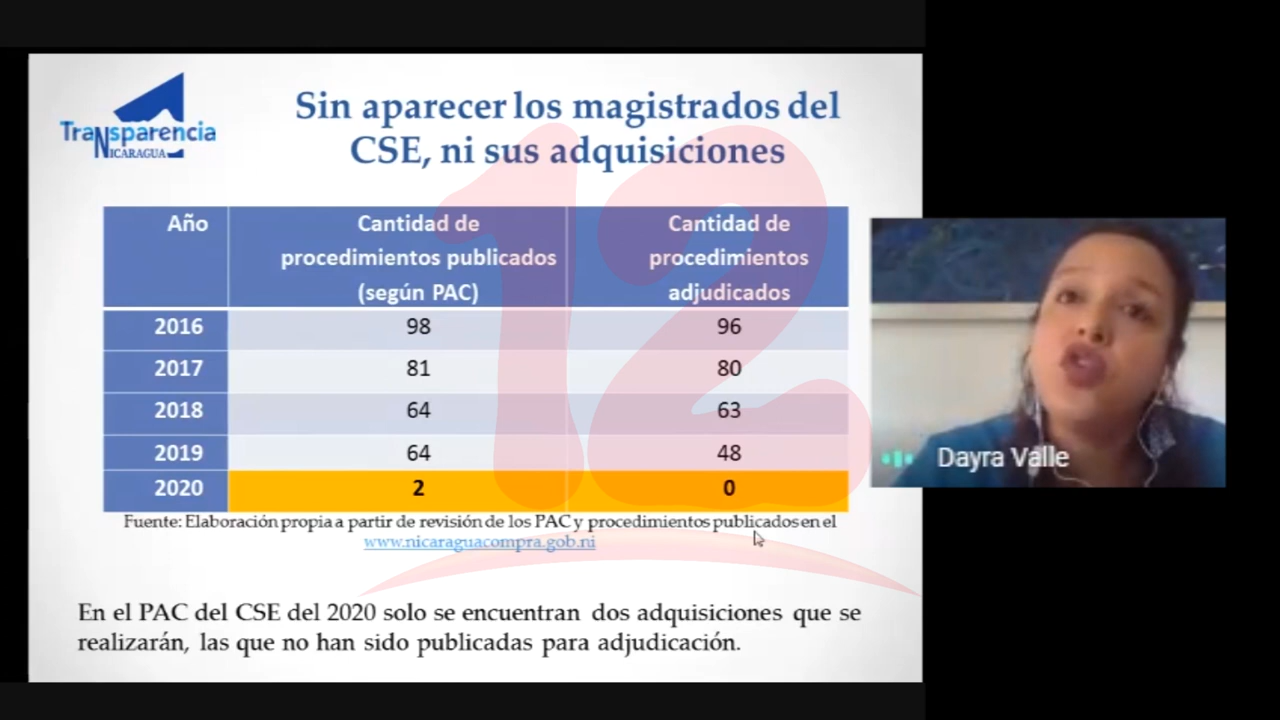 Transparencia
NICARAGUA
Sin aparecer los magistrados del
CSE, ni sus adquisiciones
Año
Cantidad de
procedimientos publicados
(según PAC)
Cantidad de
procedimientos
adjudicados
2016 98 96
2017 81 80
2018 64 63
2019 64 48
2020 2 0
Fuente: Elaboración propia a partir de revisión de los PAC y procedimientos publicados en el
www.nicaraguacompra.gob.ni
En el PAC del CSE del 2020 solo se encuentran dos adquisiciones que se
realizarán, las que no han sido publicadas para adjudicación.
Dayra Valle
12